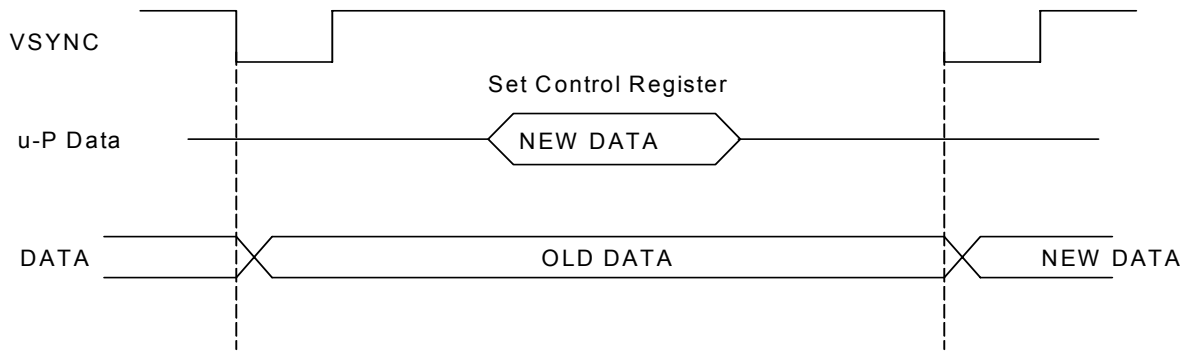 VSYNC
Set Control Register
u-P Data
NEW DATA
DATA
OLD DATA
NEW DATA